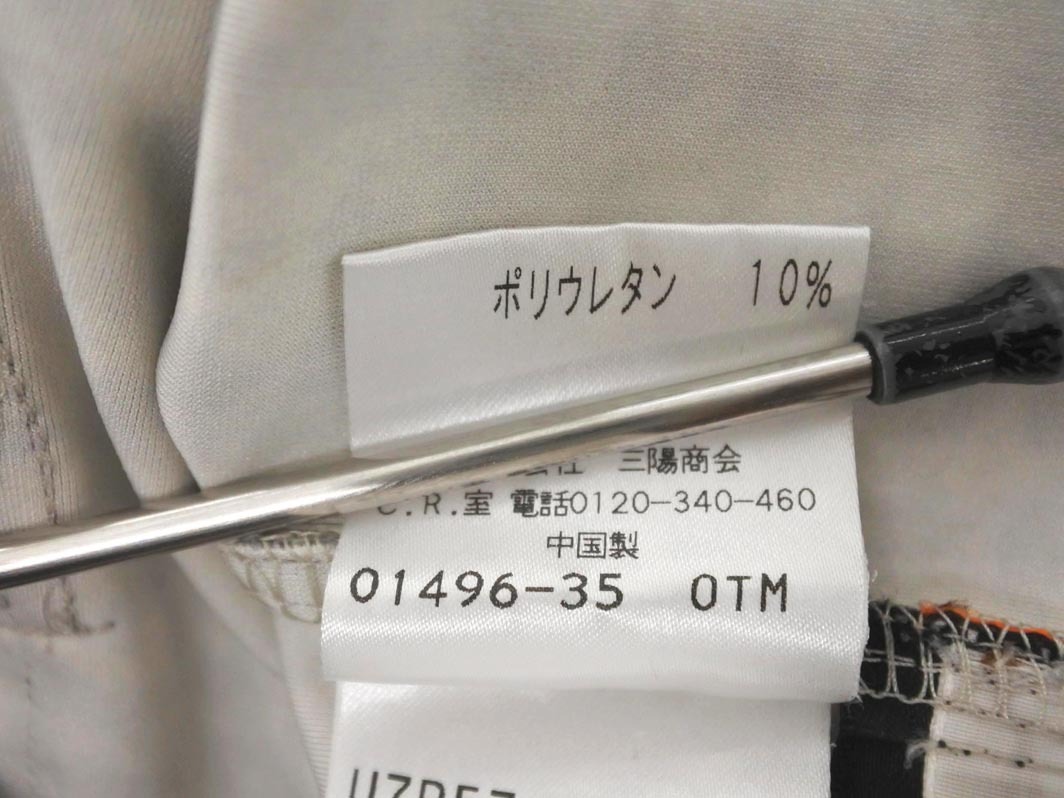 ポリウレタン 10%
三陽商会
C.R.室 電話0120-340-460
中国製
01496-35 OTM